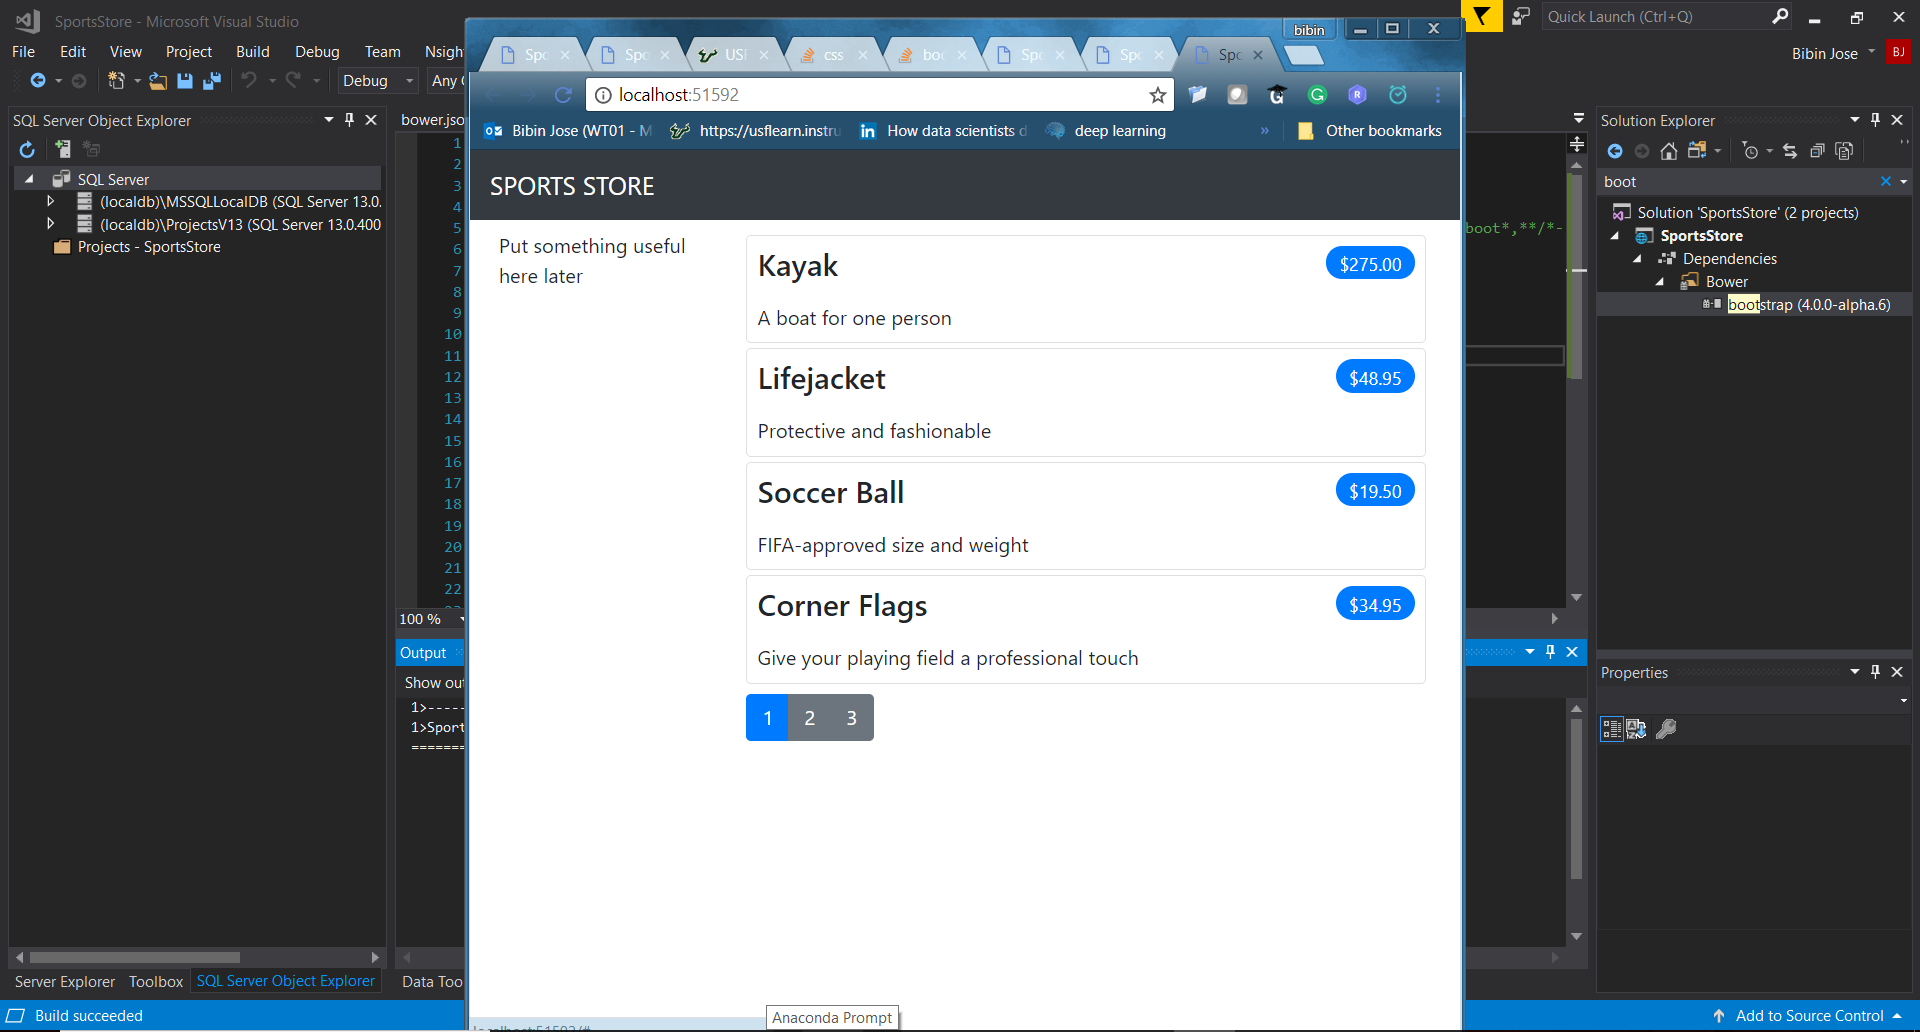 SportsStore - Microsoft Visual Studio
Quick Launch (Ctrl+Q)
File Edit View Project Build Debug Team Nsigh
Bibin Jose
BJ
Debug
Any
bibin
Spo
Spo
USF
css
boo
Spo
Spo
Spo
localhost:51592
Bibin Jose (WT01 - M
https://usflearn.instru
How data scientists d
deep learning
»
Other bookmarks
SQL Server Object Explorer
SQL Server
(localdb)\MSSQLLocalDB (SQL Server 13.0.
(localdb)\ProjectsV13 (SQL Server 13.0.400
Projects - SportsStore
Server Explorer
Toolbox
SQL Server Object Explorer
bower.jso
1
2
3
4
5
6
7
8
9
10
11
12
13
14
15
16
17
18
19
20
21
22
boot*,**/*-
100 %
Output
Show ou
1>-----
1>Sport
=======
Data Too
SPORTS STORE
Put something useful
here later
Kayak
$275.00
A boat for one person
Lifejacket
$48.95
Protective and fashionable
Soccer Ball
$19.50
FIFA-approved size and weight
Corner Flags
$34.95
Give your playing field a professional touch
1 2 3
Anaconda Prompt
Solution Explorer
boot
Solution 'SportsStore' (2 projects)
SportsStore
Dependencies
Bower
bootstrap (4.0.0-alpha.6)
Properties
Build succeeded
Add to Source Control